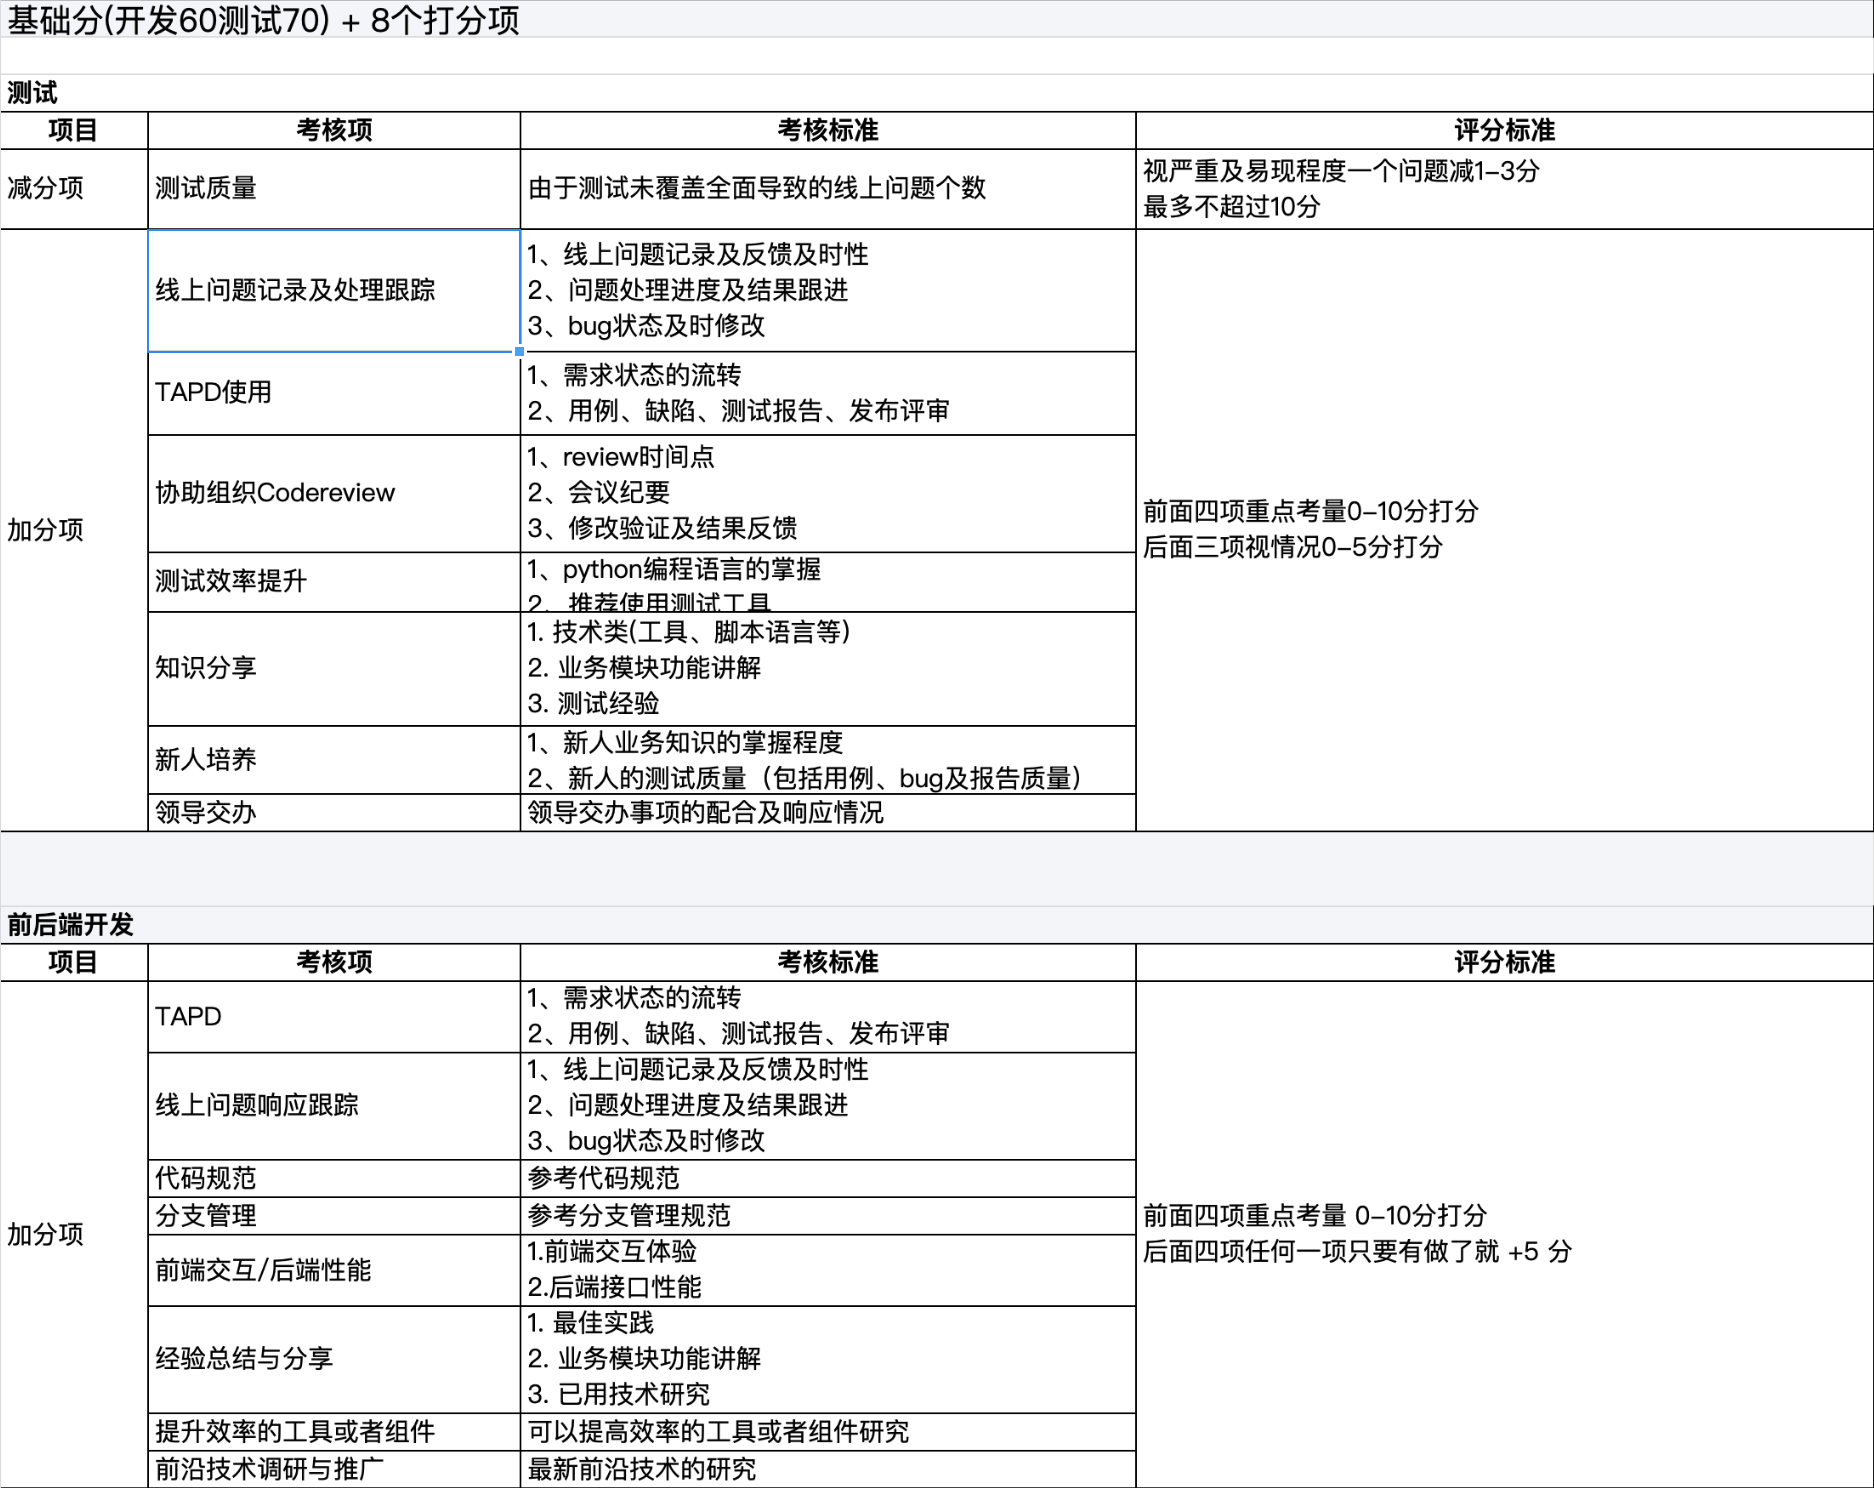 基础分(开发60测试70) + 8个打分项
测试
项目 考核项 考核标准 评分标准
减分项
测试质量
由于测试未覆盖全面导致的线上问题个数
视严重及易现程度一个问题减1-3分
最多不超过10分
加分项
线上问题记录及处理跟踪
1、线上问题记录及反馈及时性
2、问题处理进度及结果跟进
3、bug状态及时修改
TAPD使用
1、需求状态的流转
2、用例、缺陷、测试报告、发布评审
协助组织Codereview
1、review时间点
2、会议纪要
3、修改验证及结果反馈
测试效率提升
1、python编程语言的掌握
2、推荐使用测试工具
知识分享
1. 技术类(工具、脚本语言等)
2. 业务模块功能讲解
3. 测试经验
新人培养
1、新人业务知识的掌握程度
2、新人的测试质量（包括用例、bug及报告质量）
领导交办
领导交办事项的配合及响应情况
前面四项重点考量0-10分打分
后面三项视情况0-5分打分
前后端开发
项目 考核项 考核标准 评分标准
加分项
TAPD
1、需求状态的流转
2、用例、缺陷、测试报告、发布评审
线上问题响应跟踪
1、线上问题记录及反馈及时性
2、问题处理进度及结果跟进
3、bug状态及时修改
代码规范
参考代码规范
分支管理
参考分支管理规范
前端交互/后端性能
1.前端交互体验
2.后端接口性能
经验总结与分享
1. 最佳实践
2. 业务模块功能讲解
3. 已用技术研究
提升效率的工具或者组件
可以提高效率的工具或者组件研究
前沿技术调研与推广
最新前沿技术的研究
前面四项重点考量 0-10分打分
后面四项任何一项只要有做了就 +5 分